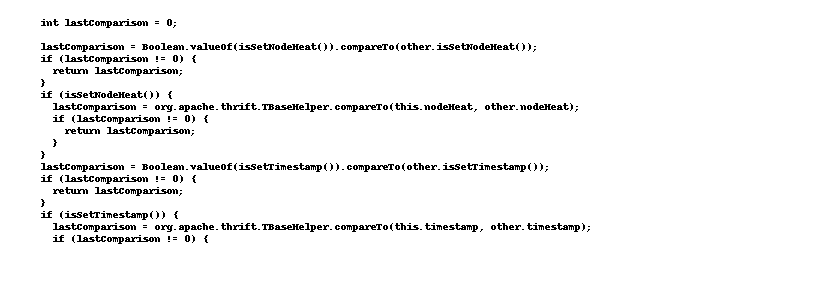 int lastComparison = 0;

lastComparison = Boolean.valueOf(isSetNodeHeat()).compareTo(other.isSetNodeHeat());
if (lastComparison != 0) {
  return lastComparison;
}
if (isSetNodeHeat()) {
  lastComparison = org.apache.thrift.TBaseHelper.compareTo(this.nodeHeat, other.nodeHeat);
  if (lastComparison != 0) {
    return lastComparison;
  }
}
lastComparison = Boolean.valueOf(isSetTimestamp()).compareTo(other.isSetTimestamp());
if (lastComparison != 0) {
  return lastComparison;
}
if (isSetTimestamp()) {
  lastComparison = org.apache.thrift.TBaseHelper.compareTo(this.timestamp, other.timestamp);
  if (lastComparison != 0) {